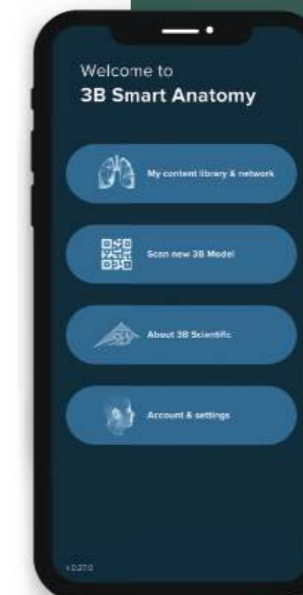 Welcome to
3B Smart Anatomy
My content library & network
Scan new 3B Model
About 3B Scientific
Account & settings